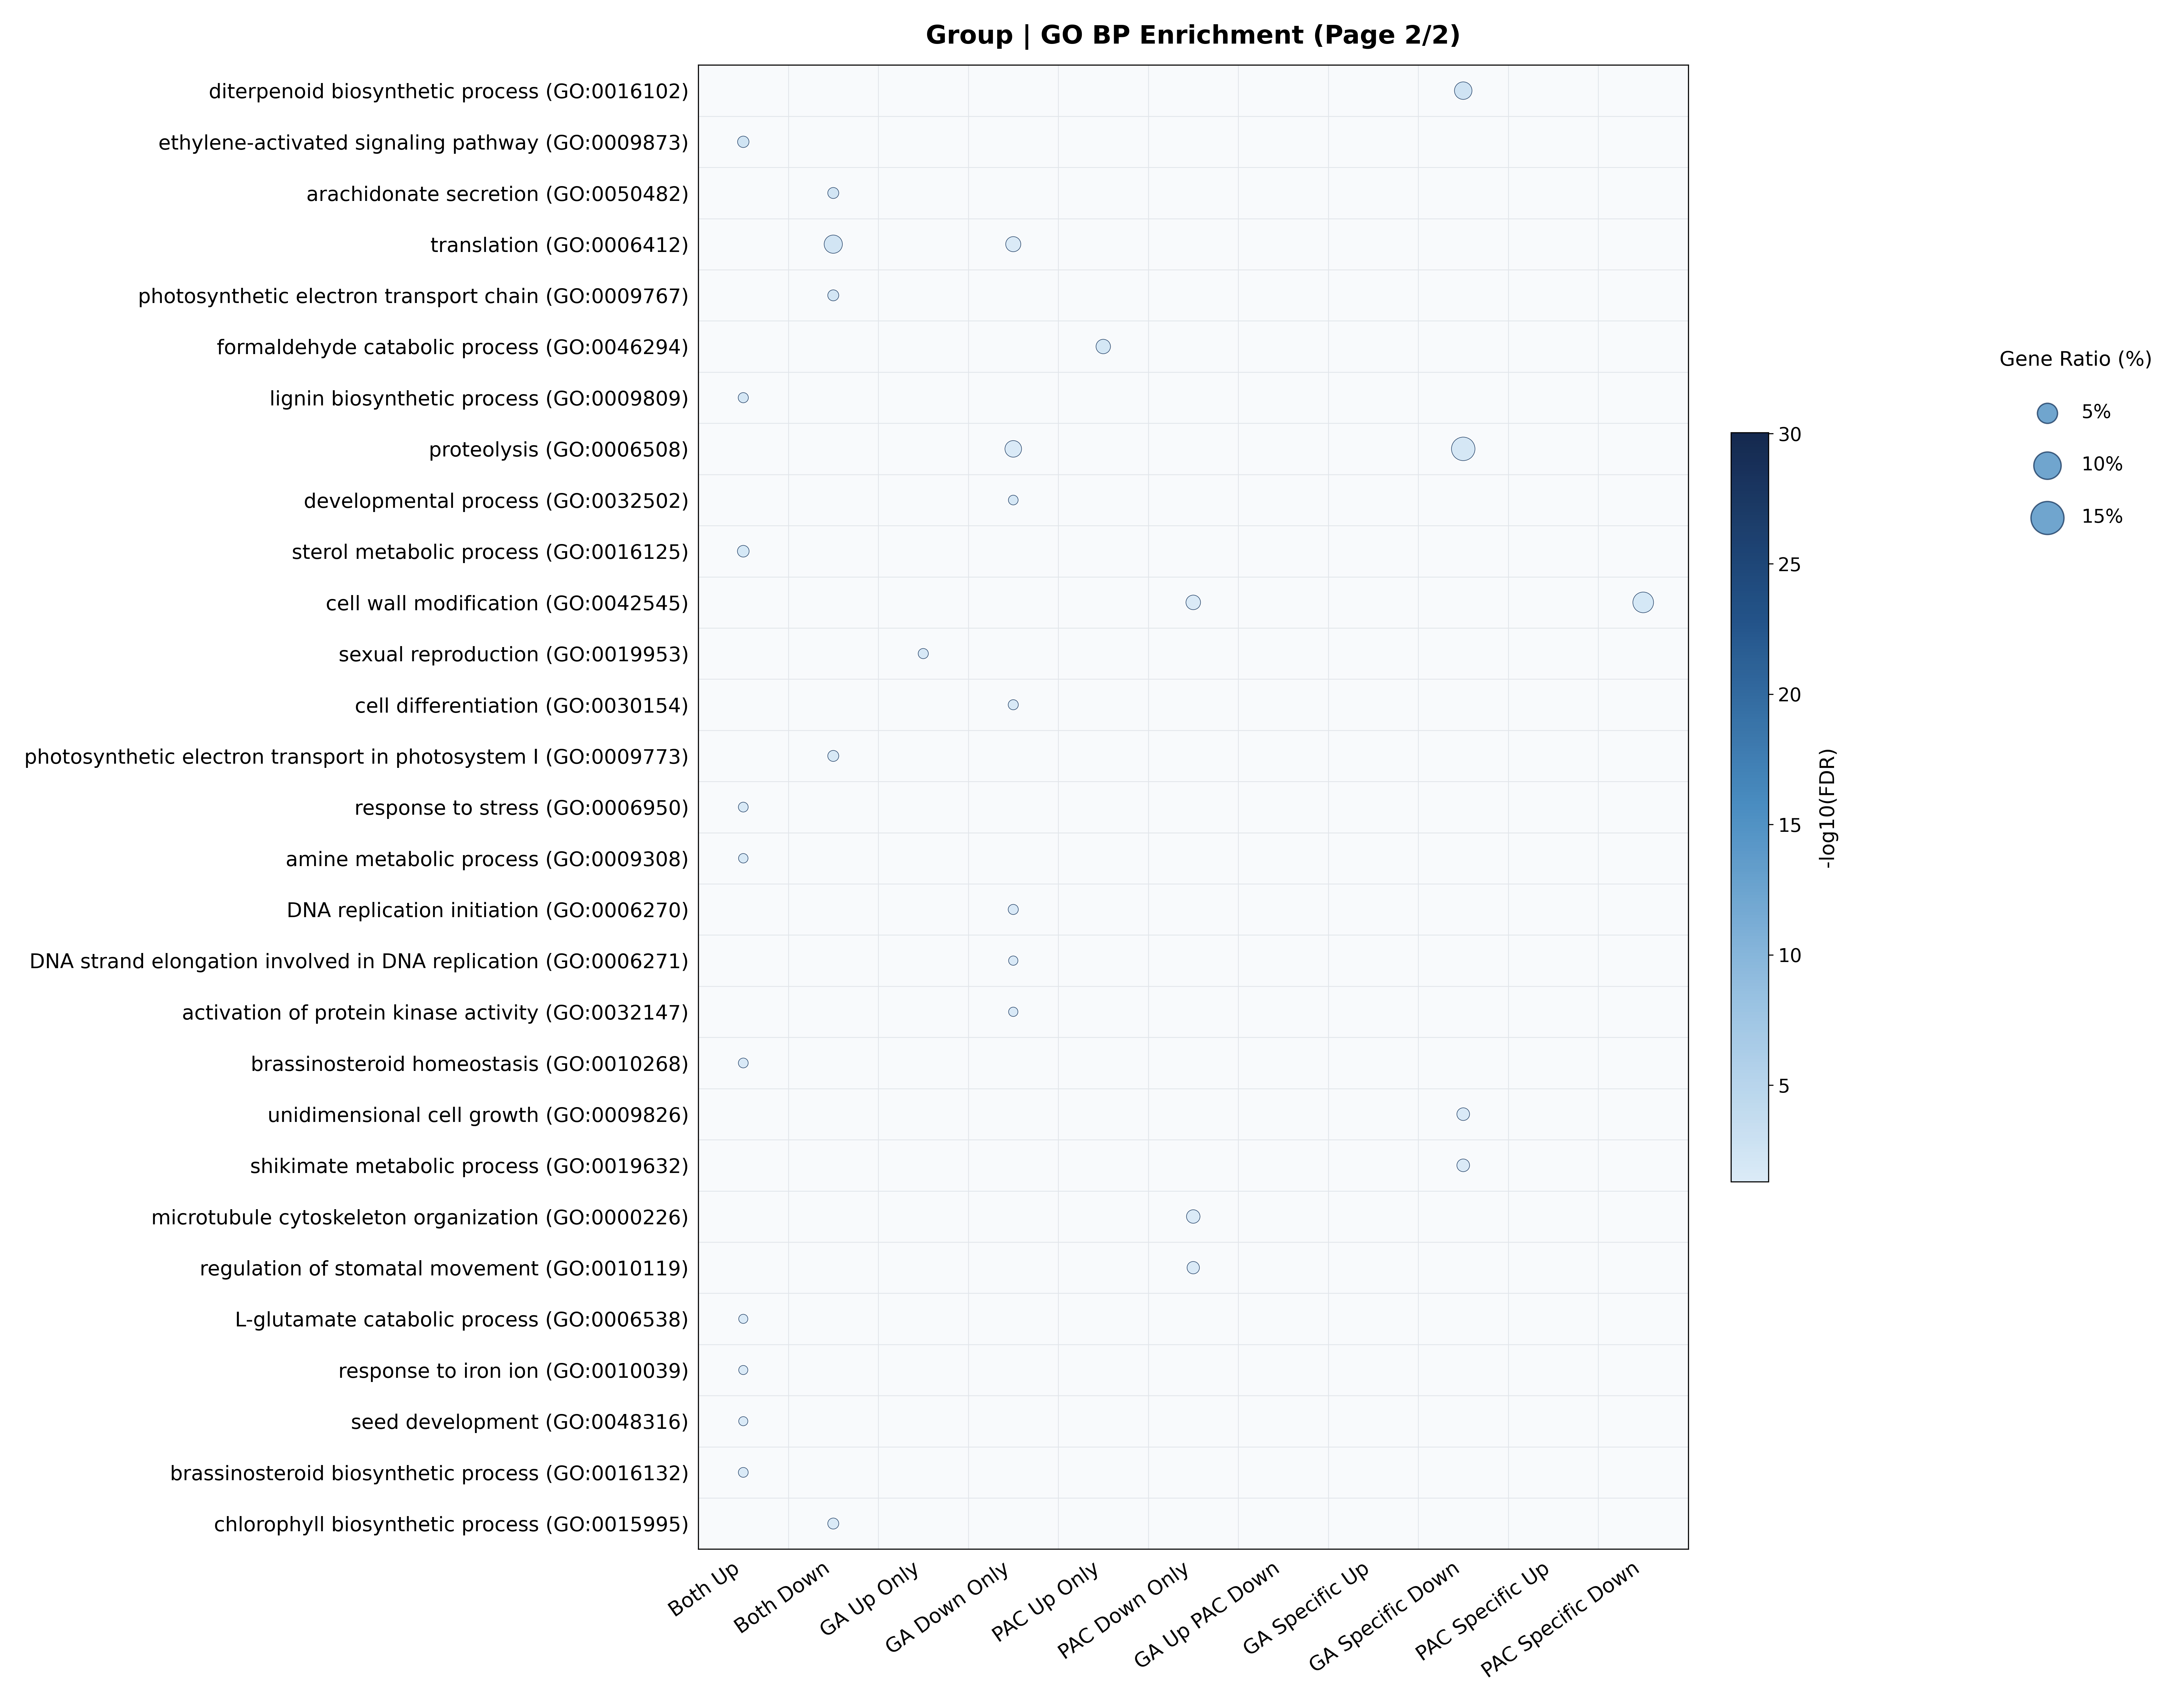 Group | GO BP Enrichment (Page 2/2)
diterpenoid biosynthetic process (GO:0016102)
ethylene-activated signaling pathway (GO:0009873)
arachidonate secretion (GO:0050482)
translation (GO:0006412)
photosynthetic electron transport chain (GO:0009767)
formaldehyde catabolic process (GO:0046294)
lignin biosynthetic process (GO:0009809)
proteolysis (GO:0006508)
developmental process (GO:0032502)
sterol metabolic process (GO:0016125)
cell wall modification (GO:0042545)
sexual reproduction (GO:0019953)
cell differentiation (GO:0030154)
photosynthetic electron transport in photosystem I (GO:0009773)
response to stress (GO:0006950)
amine metabolic process (GO:0009308)
DNA replication initiation (GO:0006270)
DNA strand elongation involved in DNA replication (GO:0006271)
activation of protein kinase activity (GO:0032147)
brassinosteroid homeostasis (GO:0010268)
unidimensional cell growth (GO:0009826)
shikimate metabolic process (GO:0019632)
microtubule cytoskeleton organization (GO:0000226)
regulation of stomatal movement (GO:0010119)
L-glutamate catabolic process (GO:0006538)
response to iron ion (GO:0010039)
seed development (GO:0048316)
brassinosteroid biosynthetic process (GO:0016132)
chlorophyll biosynthetic process (GO:0015995)
Both Up
Both Down
GA Up Only
GA Down Only
PAC Up Only
PAC Down Only
GA Up PAC Down
GA Specific Up
GA Specific Down
PAC Specific Up
PAC Specific Down
30
25
20
15
10
5
-log10(FDR)
Gene Ratio (%)
5%
10%
15%